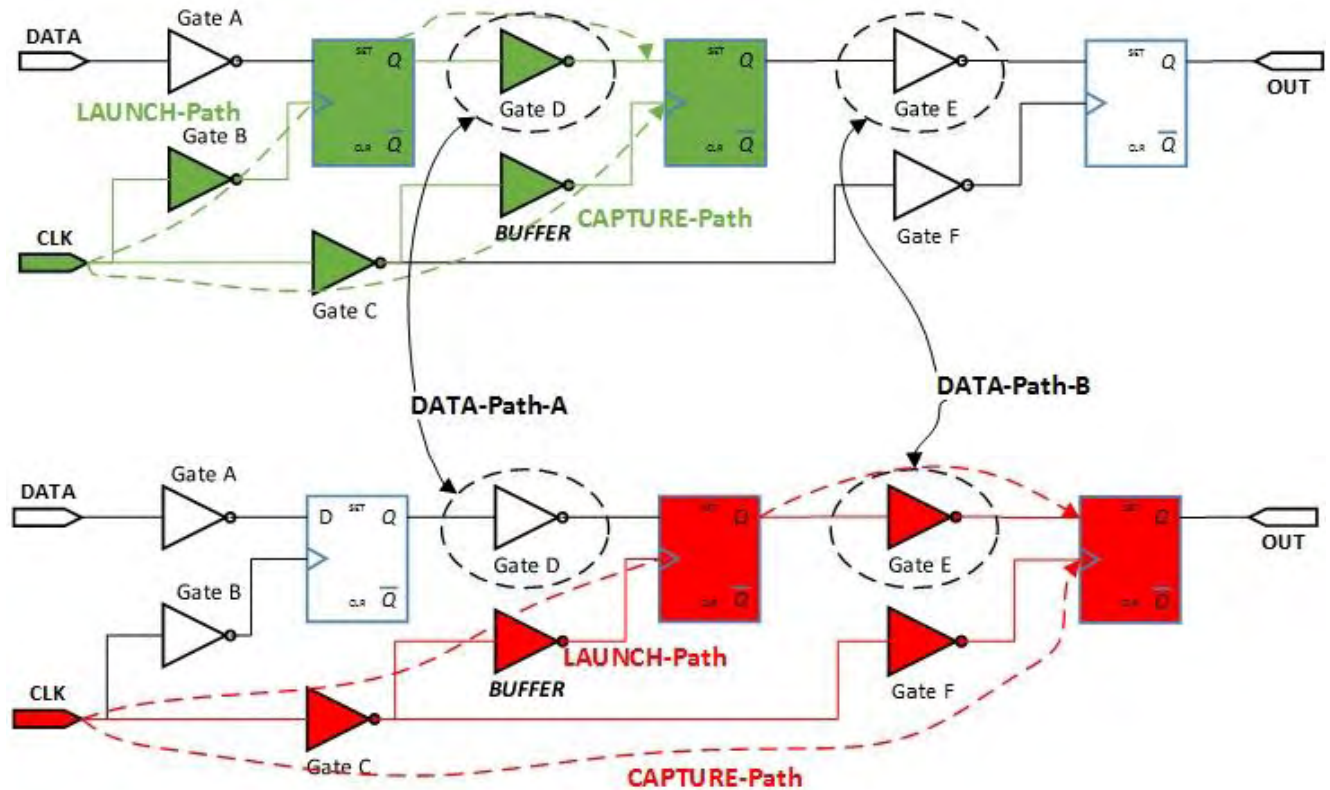 Gate A
DATA
SET
Q
SET
Q
SET
Q
OUT
LAUNCH-Path
Gate D
Gate E
Gate B
CLR
Q
CLR
Q
CLR
Q
CAPTURE-Path
BUFFER
CLK
Gate F
Gate C
DATA-Path-A
DATA-Path-B
Gate A
DATA
D
SET
Q
SET
Q
SET
Q
OUT
Gate D
Gate E
Gate B
CLR
Q
CLR
Q
CLR
Q
LAUNCH-Path
BUFFER
CLK
Gate F
Gate C
CAPTURE-Path